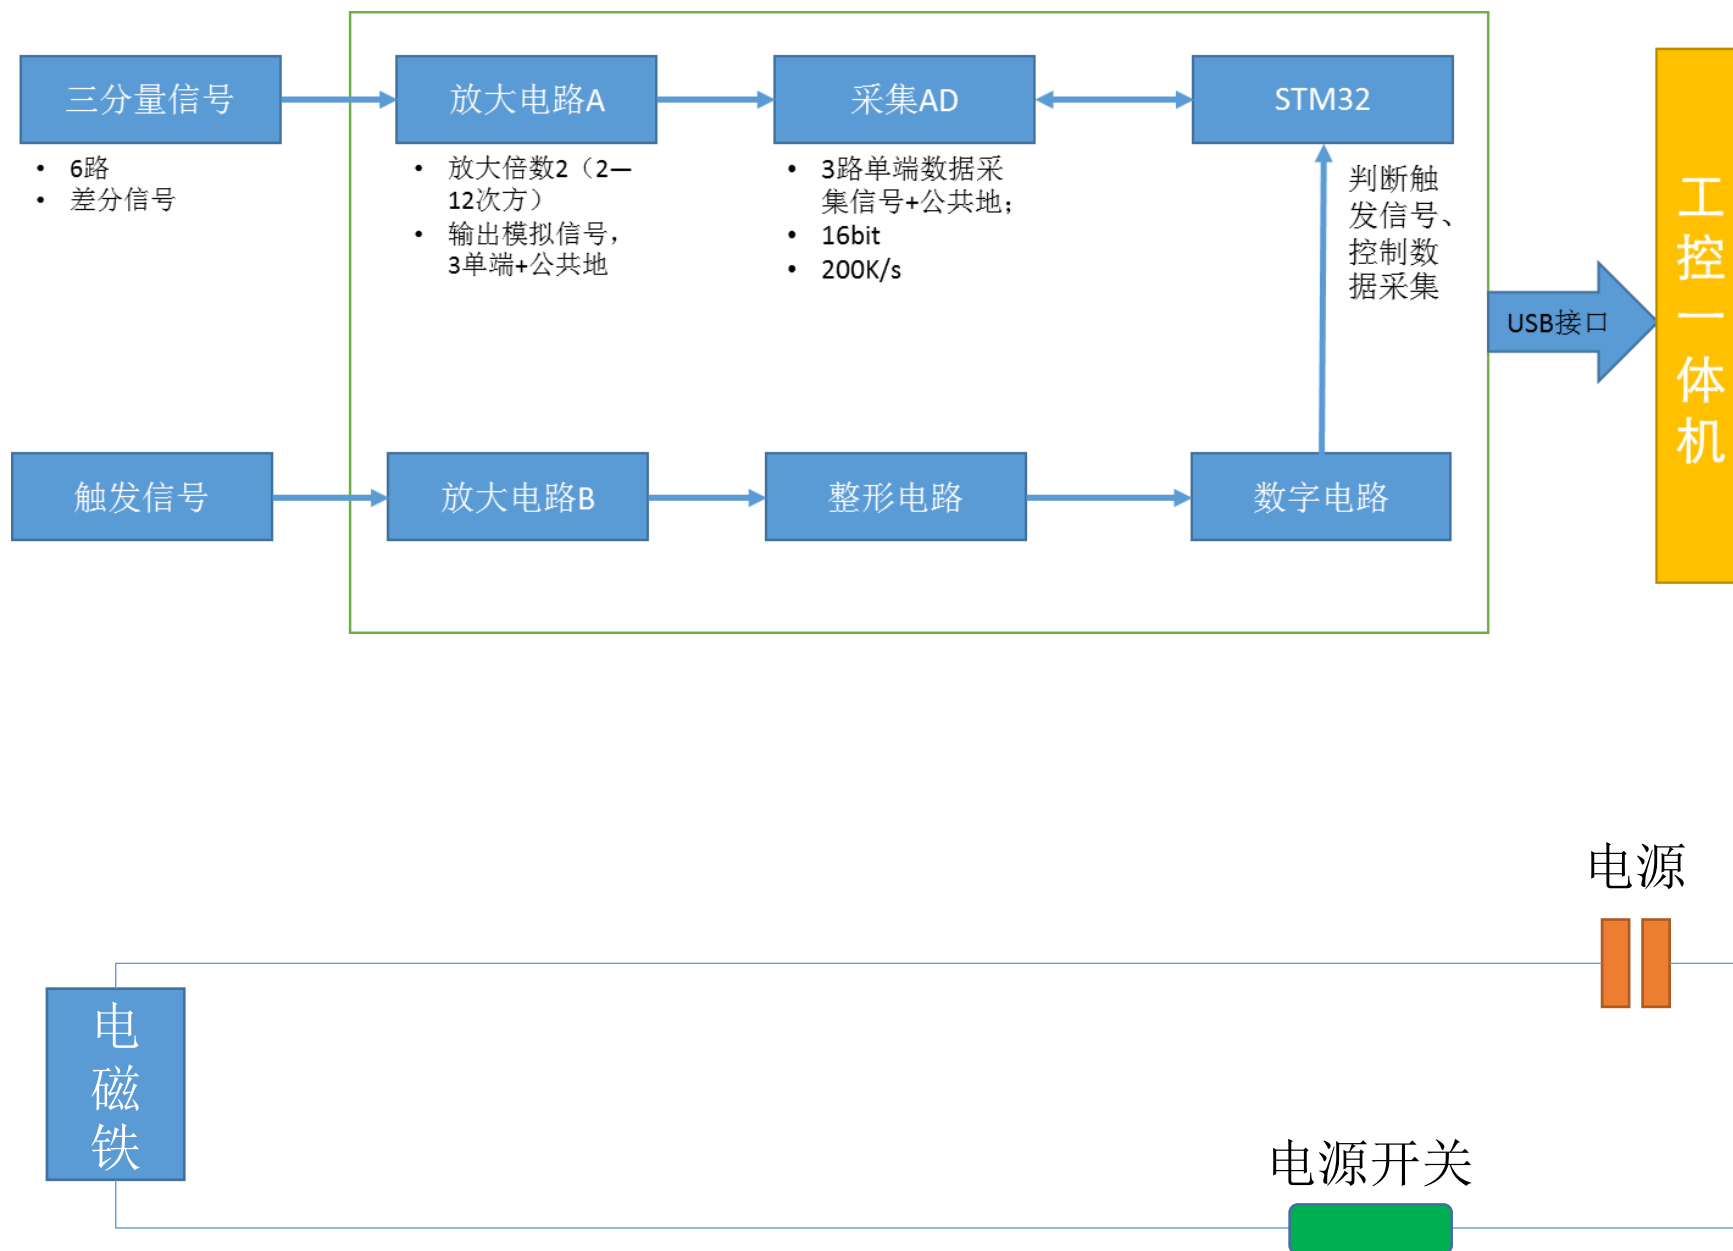 三分量信号
• 6路
• 差分信号
放大电路A
• 放大倍数2（2—
12次方）
• 输出模拟信号，
3单端+公共地
采集AD
• 3路单端数据采
集信号+公共地；
• 16bit
• 200K/s
STM32
判断触
发信号、
控制数
据采集
USB接口
工
控
一
体
机
触发信号
放大电路B
整形电路
数字电路
电源
电
磁
铁
电源开关